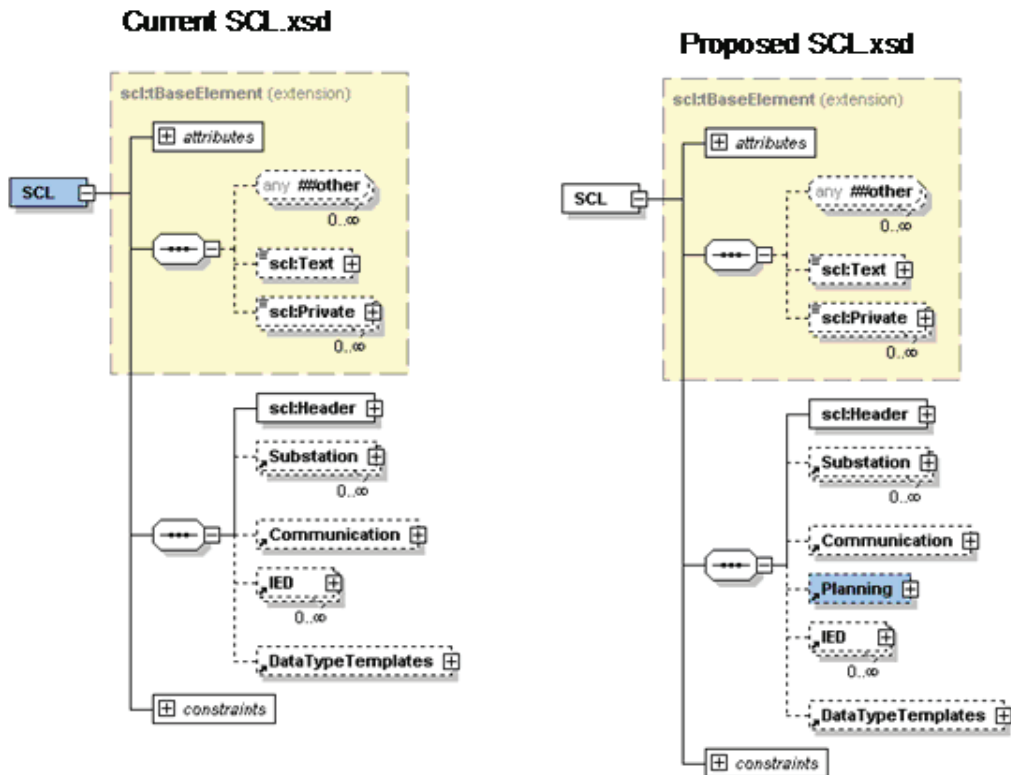 Current SCL.xsd
scl:tBaseElement (extension)
attributes
SCL
any ##other
0..∞
scl:Text
scl:Private
0..∞
scl:Header
Substation
0..∞
Communication
IED
0..∞
DataTypeTemplates
constraints
Proposed SCL.xsd
scl:tBaseElement (extension)
attributes
SCL
any ##other
0..∞
scl:Text
scl:Private
0..∞
scl:Header
Substation
0..∞
Communication
Planning
IED
0..∞
DataTypeTemplates
constraints